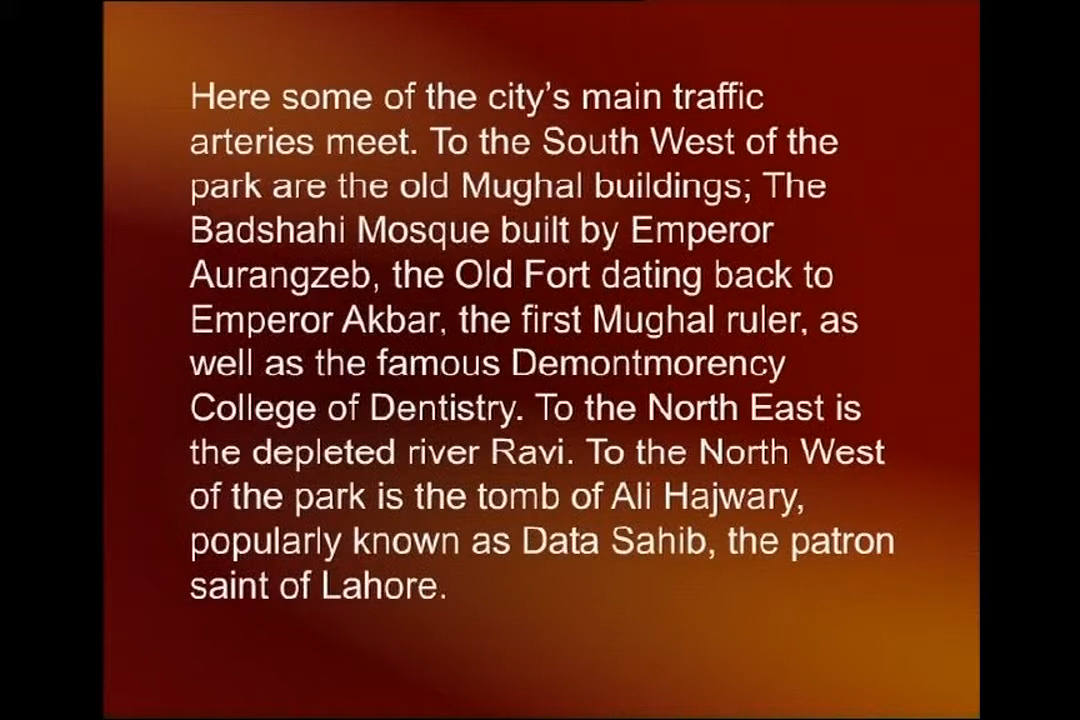 Here some of the city's main traffic
arteries meet. To the South West of the
park are the old Mughal buildings; The
Badshahi Mosque built by Emperor
Aurangzeb, the Old Fort dating back to
Emperor Akbar, the first Mughal ruler, as
well as the famous Demontmorency
College of Dentistry. To the North East is
the depleted river Ravi. To the North West
of the park is the tomb of Ali Hajwary,
popularly known as Data Sahib, the patron
saint of Lahore.